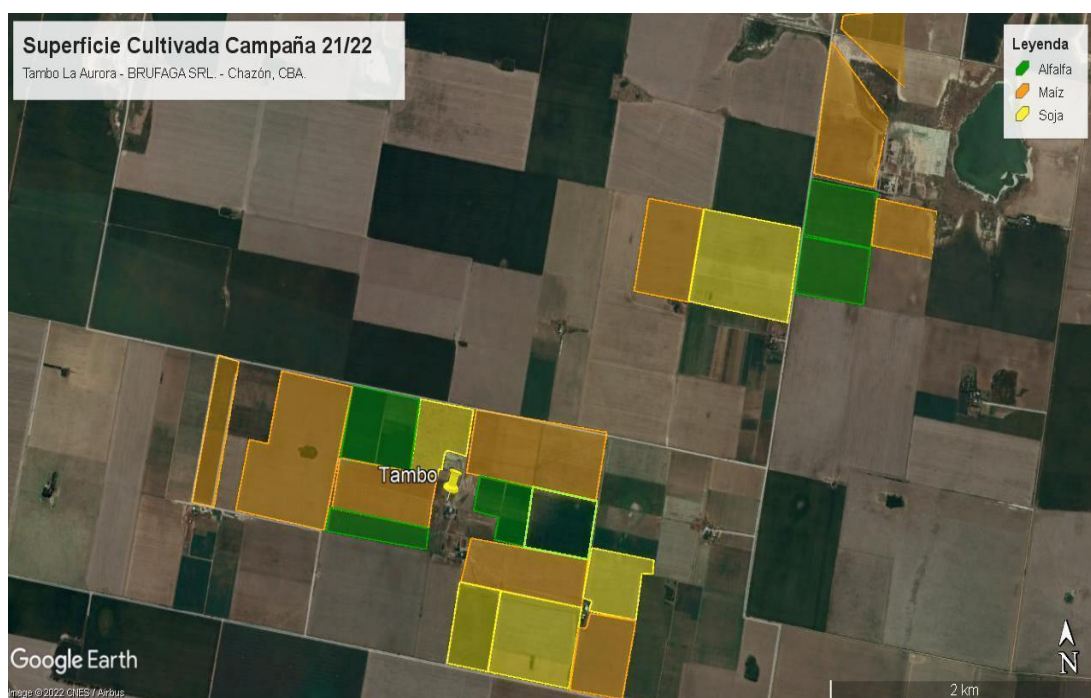 Superficie Cultivada Campaña 21/22
Tambo La Aurora - BRUFAGA SRL. - Chazón, CBA.
Leyenda
Alfalfa
Maíz
Soja
Tambo
Google Earth
Image © 2022 CNES / Airbus
N
2 km